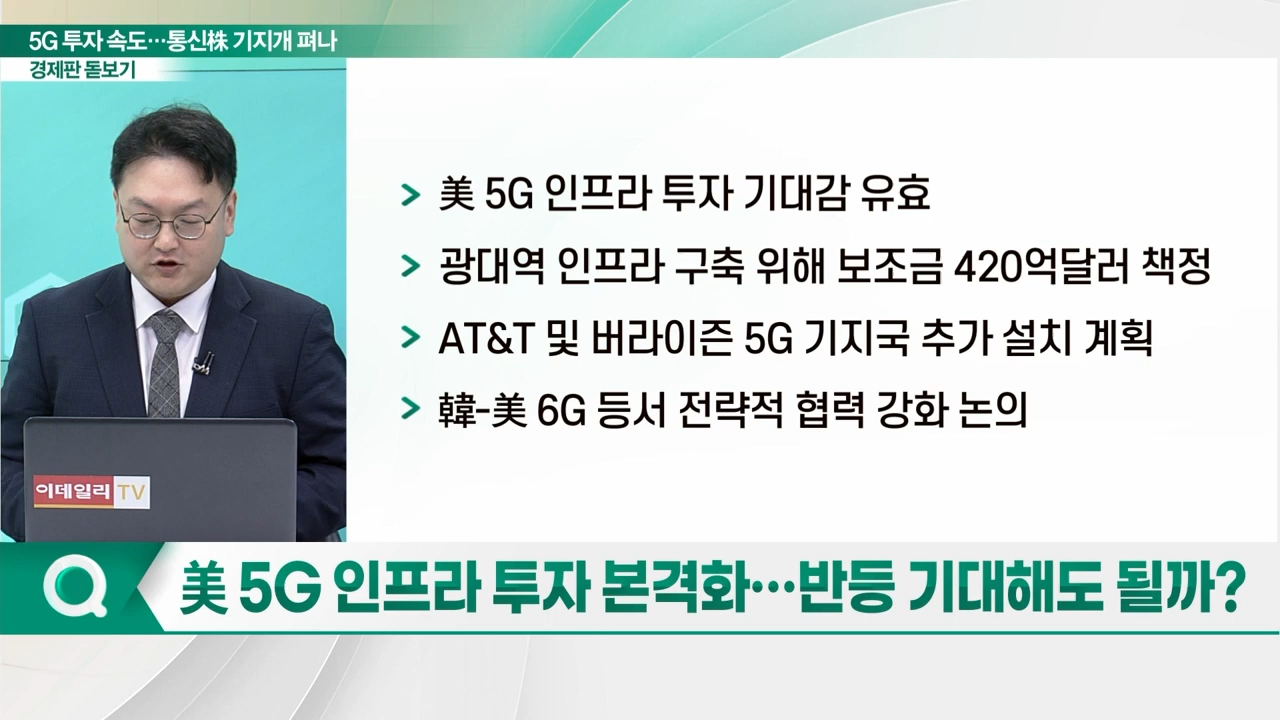 5G 투자 속도…통신株 기지개 펴나
경제판 돋보기
> 美 5G 인프라 투자 기대감 유효
> 광대역 인프라 구축 위해 보조금 420억달러 책정
> AT&T 및 버라이즌 5G 기지국 추가 설치 계획
> 韓-美 6G 등서 전략적 협력 강화 논의
이데일리 TV
Q 美 5G 인프라 투자 본격화…반등 기대해도 될까?